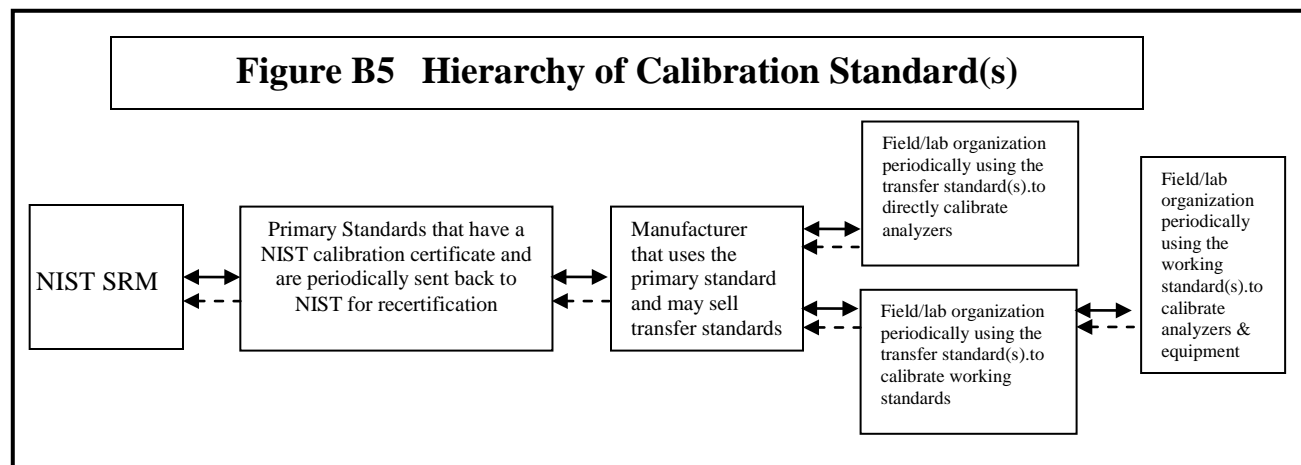 Figure B5 Hierarchy of Calibration Standard(s)
NIST SRM
Primary Standards that have a
NIST calibration certificate and
are periodically sent back to
NIST for recertification
Manufacturer
that uses the
primary standard
and may sell
transfer standards
Field/lab organization
periodically using the
transfer standard(s).to
directly calibrate
analyzers
Field/lab organization
periodically using the
transfer standard(s).to
calibrate working
standards
Field/lab
organization
periodically
using the
working
standard(s).to
calibrate
analyzers &
equipment